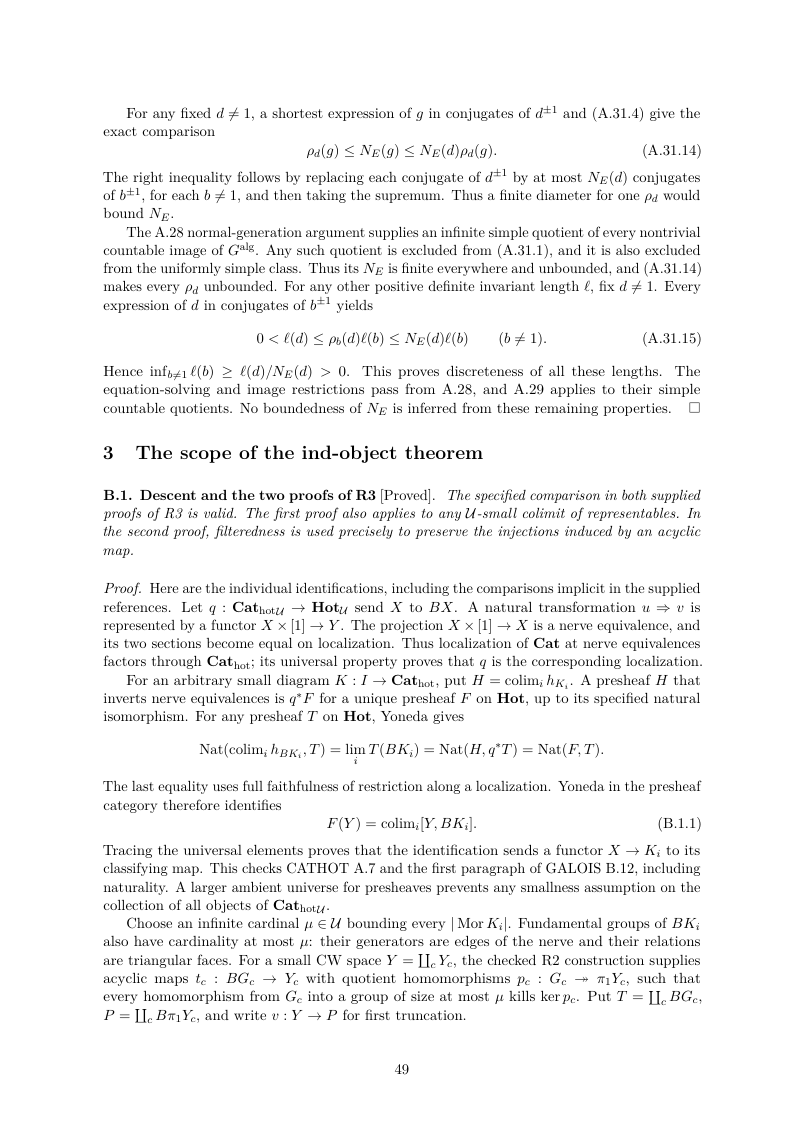 For any fixed d ≠ 1, a shortest expression of g in conjugates of d^{±1} and (A.31.4) give the
exact comparison
ρ_d(g) ≤ N_E(g) ≤ N_E(d)ρ_d(g). (A.31.14)
The right inequality follows by replacing each conjugate of d^{±1} by at most N_E(d) conjugates
of b^{±1}, for each b ≠ 1, and then taking the supremum. Thus a finite diameter for one ρ_d would
bound N_E.
The A.28 normal-generation argument supplies an infinite simple quotient of every nontrivial
countable image of G^{alg}. Any such quotient is excluded from (A.31.1), and it is also excluded
from the uniformly simple class. Thus its N_E is finite everywhere and unbounded, and (A.31.14)
makes every ρ_d unbounded. For any other positive definite invariant length ℓ, fix d ≠ 1. Every
expression of d in conjugates of b^{±1} yields
0 < ℓ(d) ≤ ρ_b(d)ℓ(b) ≤ N_E(d)ℓ(b) (b ≠ 1). (A.31.15)
Hence inf_{b≠1} ℓ(b) ≥ ℓ(d)/N_E(d) > 0. This proves discreteness of all these lengths. The
equation-solving and image restrictions pass from A.28, and A.29 applies to their simple
countable quotients. No boundedness of N_E is inferred from these remaining properties. □
3 The scope of the ind-object theorem
B.1. Descent and the two proofs of R3 [Proved]. The specified comparison in both supplied
proofs of R3 is valid. The first proof also applies to any U-small colimit of representables. In
the second proof, filteredness is used precisely to preserve the injections induced by an acyclic
map.
Proof. Here are the individual identifications, including the comparisons implicit in the supplied
references. Let q : Cat_{hot U} → Hot_U send X to BX. A natural transformation u ⇒ v is
represented by a functor X × [1] → Y. The projection X × [1] → X is a nerve equivalence, and
its two sections become equal on localization. Thus localization of Cat at nerve equivalences
factors through Cat_{hot}; its universal property proves that q is the corresponding localization.
For an arbitrary small diagram K : I → Cat_{hot}, put H = colim_i h_{K_i}. A presheaf H that
inverts nerve equivalences is q*F for a unique presheaf F on Hot, up to its specified natural
isomorphism. For any presheaf T on Hot, Yoneda gives
Nat(colim_i h_{BK_i}, T) = lim_i T(BK_i) = Nat(H, q*T) = Nat(F, T).
The last equality uses full faithfulness of restriction along a localization. Yoneda in the presheaf
category therefore identifies
F(Y) = colim_i[Y, BK_i]. (B.1.1)
Tracing the universal elements proves that the identification sends a functor X → K_i to its
classifying map. This checks CATHOT A.7 and the first paragraph of GALOIS B.12, including
naturality. A larger ambient universe for presheaves prevents any smallness assumption on the
collection of all objects of Cat_{hot U}.
Choose an infinite cardinal μ ∈ U bounding every | Mor K_i|. Fundamental groups of BK_i
also have cardinality at most μ: their generators are edges of the nerve and their relations
are triangular faces. For a small CW space Y = ∐_c Y_c, the checked R2 construction supplies
acyclic maps t_c : BG_c → Y_c with quotient homomorphisms p_c : G_c ↠ π_1Y_c, such that
every homomorphism from G_c into a group of size at most μ kills ker p_c. Put T = ∐_c BG_c,
P = ∐_c Bπ_1Y_c, and write v : Y → P for first truncation.
49